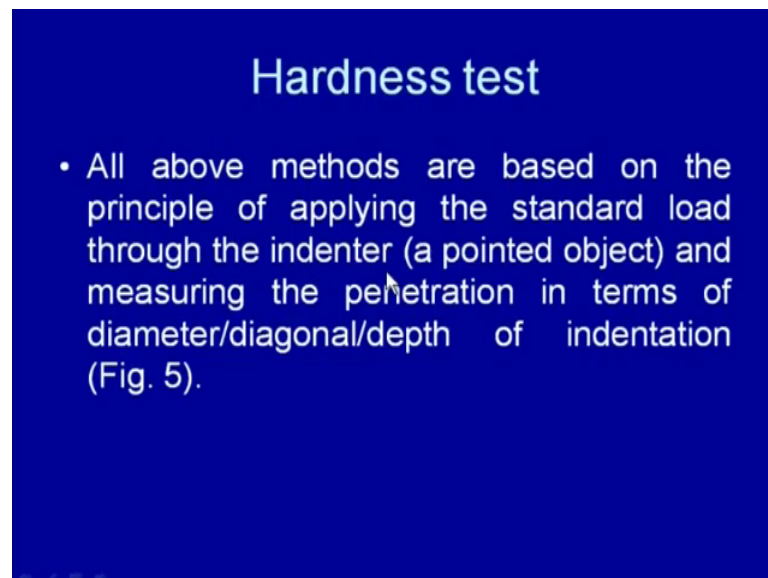 Hardness test
• All above methods are based on the
principle of applying the standard load
through the indenter (a pointed object) and
measuring the penetration in terms of
diameter/diagonal/depth of indentation
(Fig. 5).